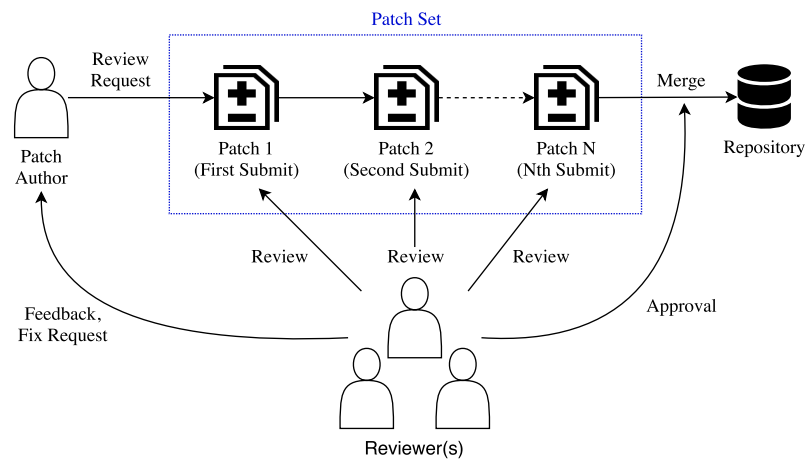 Patch Set
Review
Request
Merge
Patch 1
(First Submit)
Patch 2
(Second Submit)
Patch N
(Nth Submit)
Repository
Patch
Author
Review
Review
Review
Feedback,
Fix Request
Approval
Reviewer(s)